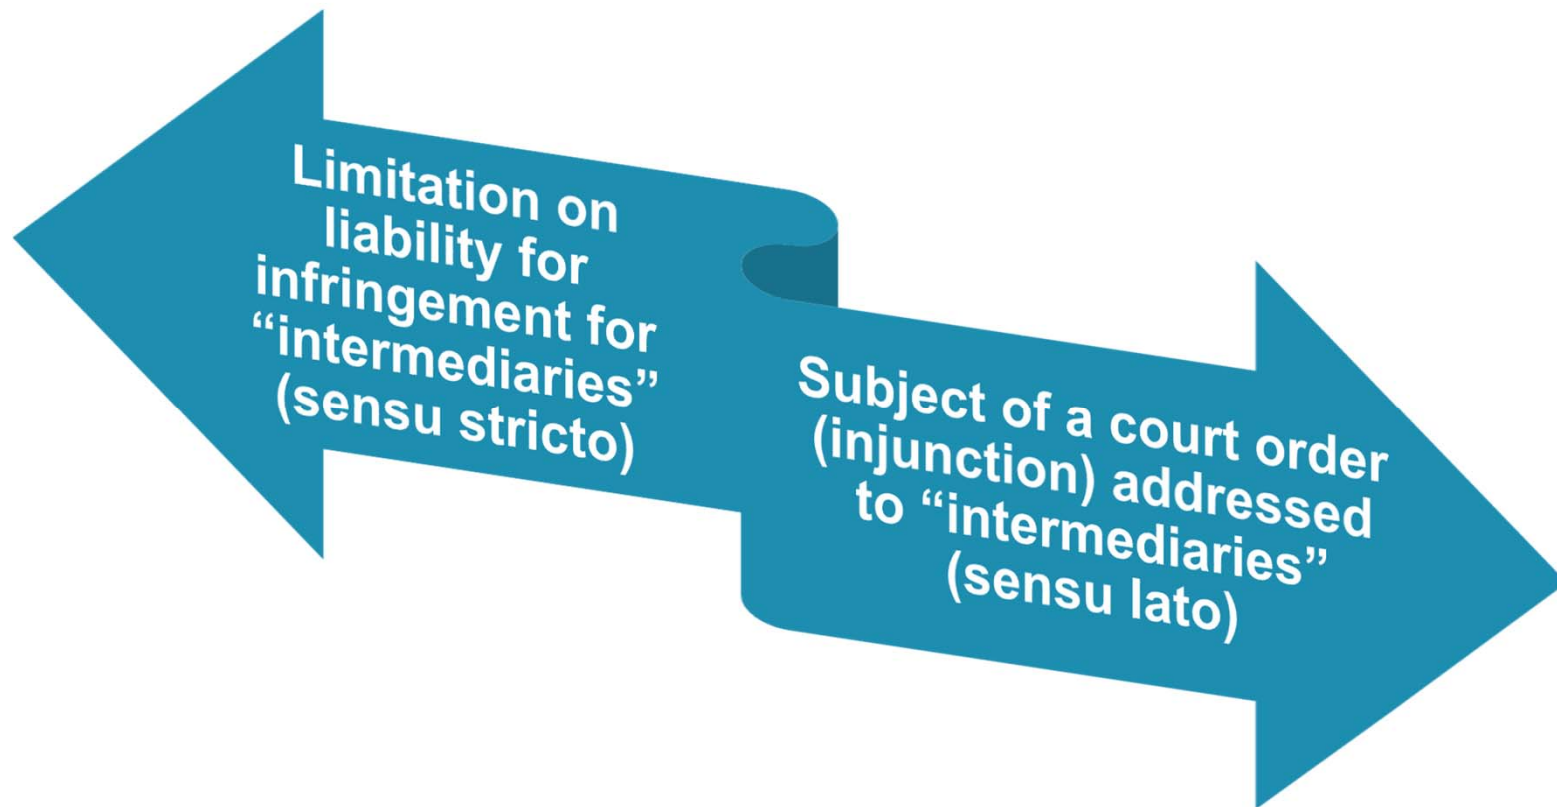 Limitation on
liability for
infringement for
“intermediaries”
(sensu stricto)
Subject of a court order
(injunction) addressed
to “intermediaries”
(sensu lato)